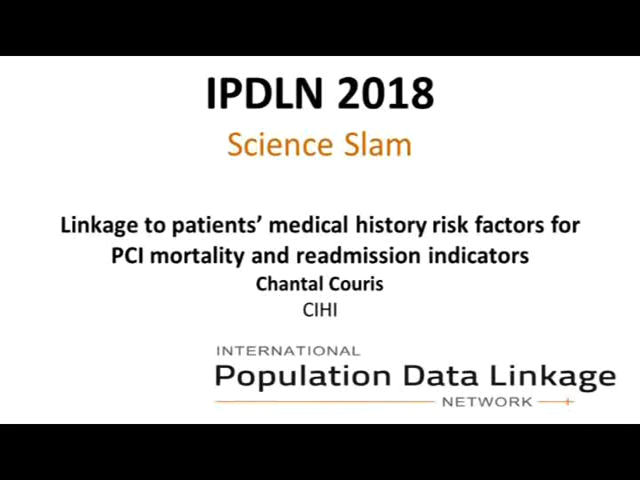 IPDLN 2018
Science Slam
Linkage to patients’ medical history risk factors for
PCI mortality and readmission indicators
Chantal Couris
CIHI
INTERNATIONAL
Population Data Linkage
NETWORK